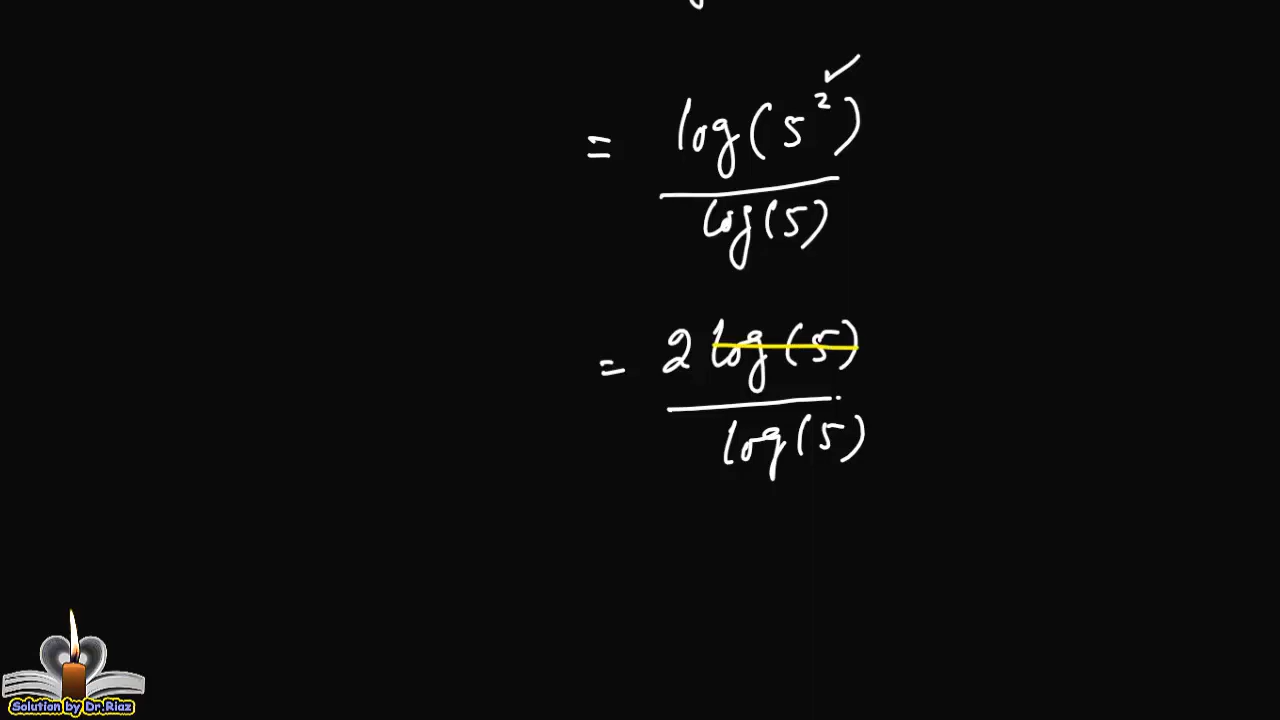 = log(5²)
log(5)
= 2 log(5)
log(5)
Solution by Dr.Riaz